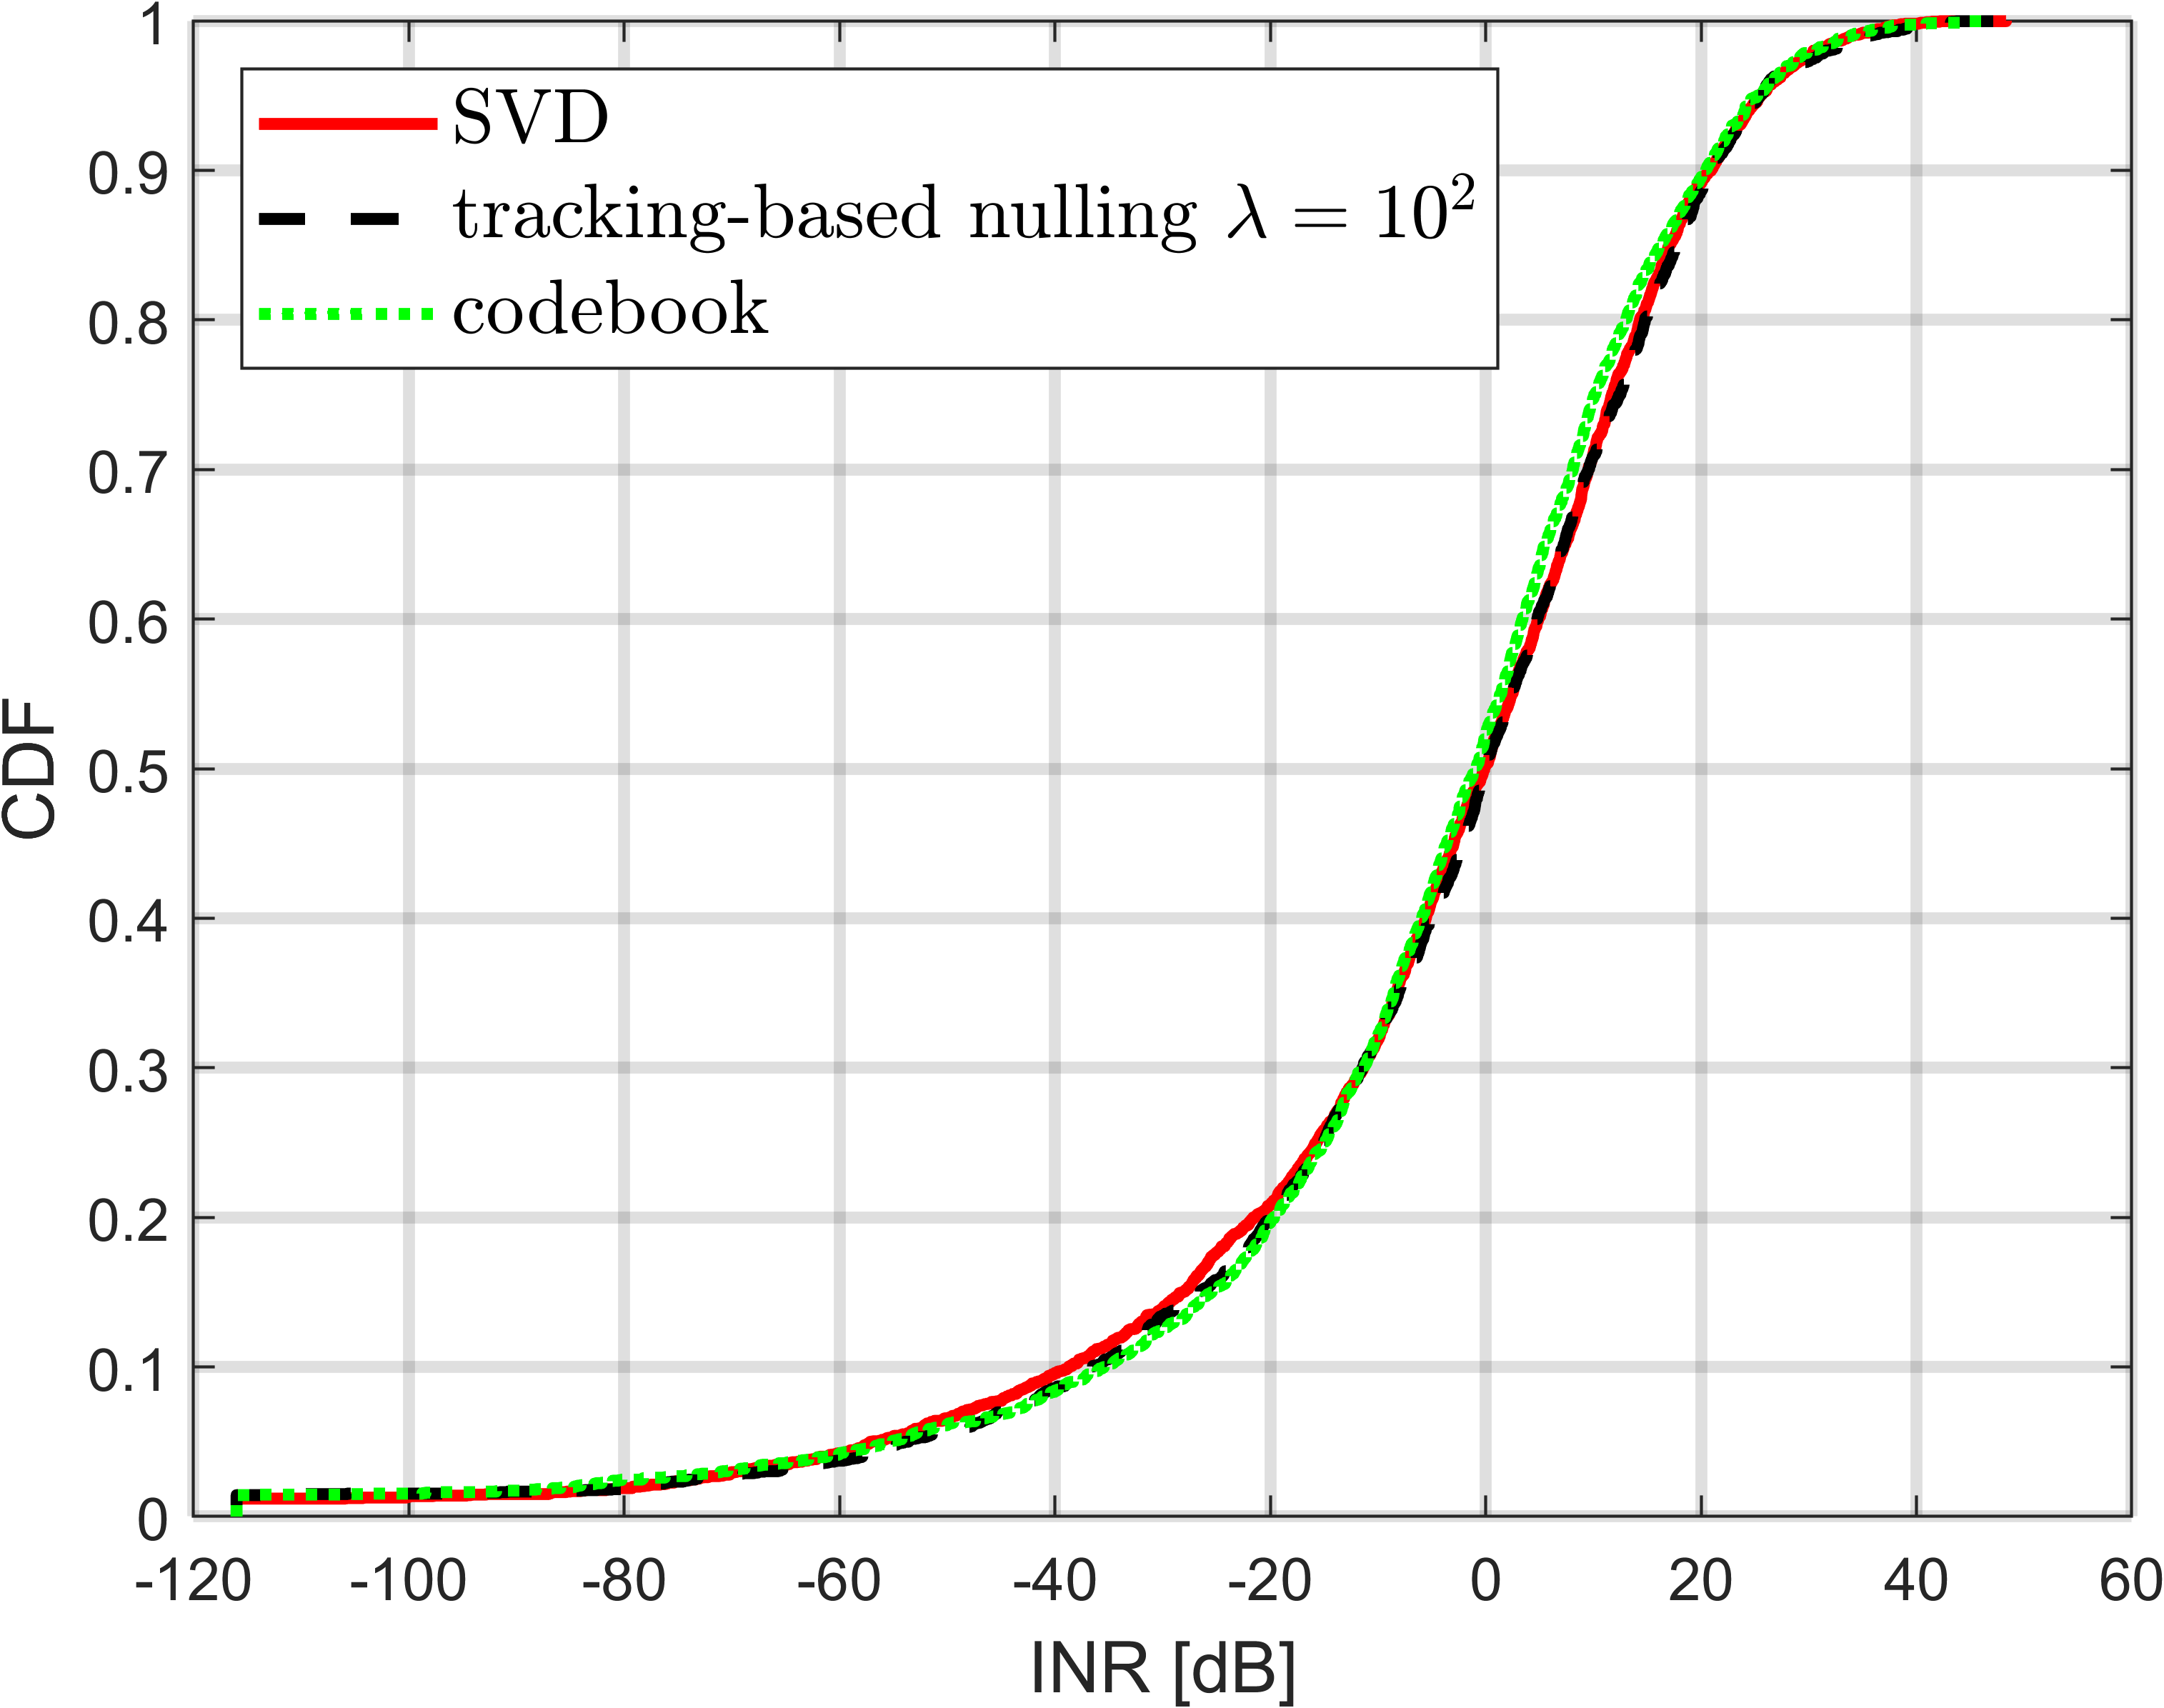 1
0.9
0.8
0.7
0.6
0.5
0.4
0.3
0.2
0.1
0
CDF
SVD
tracking-based nulling λ = 10²
codebook
-120 -100 -80 -60 -40 -20 0 20 40 60
INR [dB]